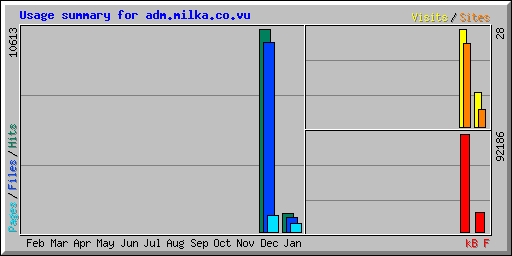 Usage summary for adm.milka.co.vu
Visits/Sites
10613
28
Pages/Files/Hits
92186
Feb Mar Apr May Jun Jul Aug Sep Oct Nov Dec Jan
kB F